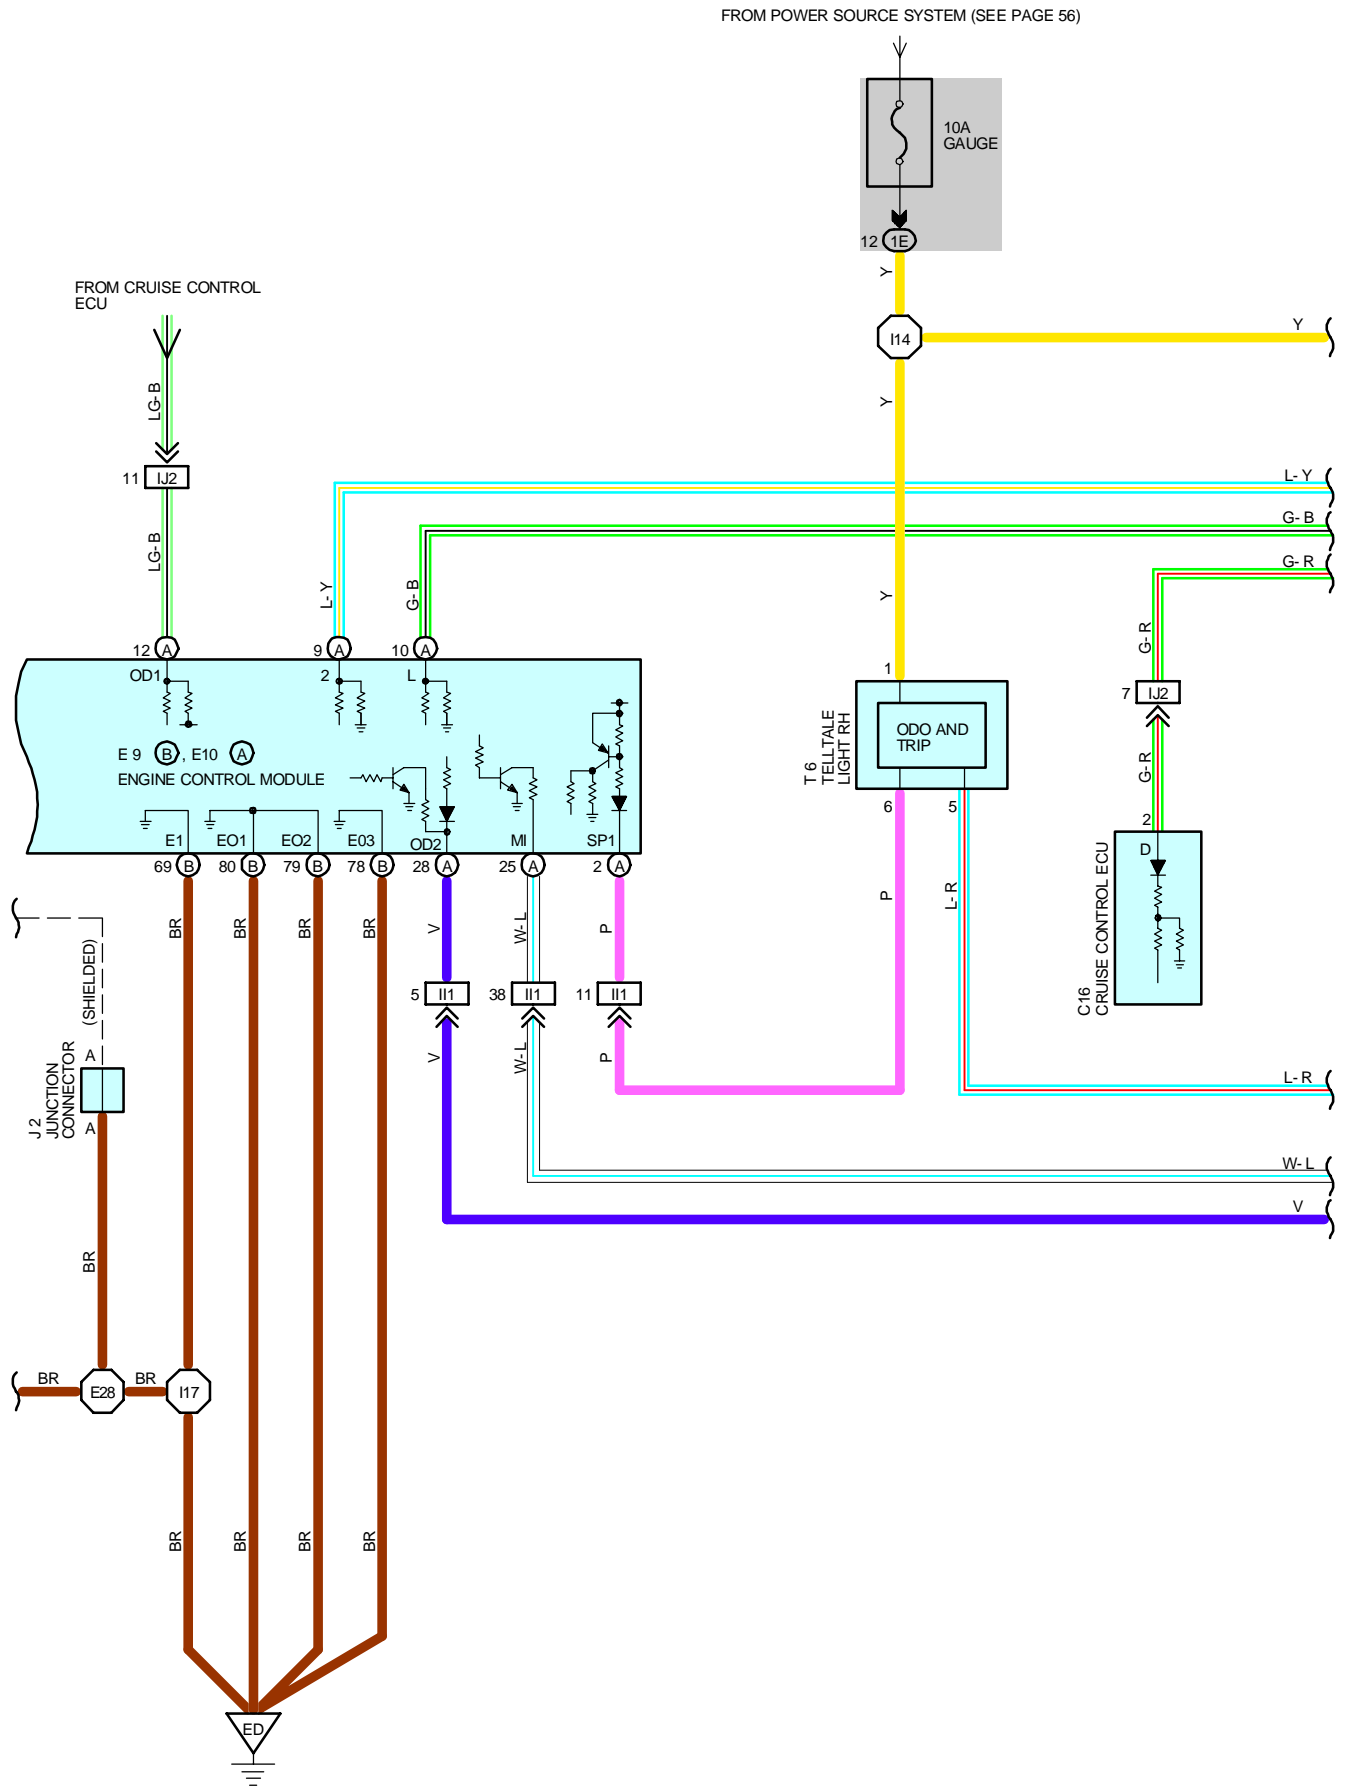 FROM POWER SOURCE SYSTEM (SEE PAGE 56)
10A
GAUGE
12 1E
Y
FROM CRUISE CONTROL
ECU
I14
Y
Y
LG- B
11 IJ2
L- Y
G- B
G- R
LG- B
L- Y
G- B
Y
G- R
12 A
9 A
10 A
1
7 IJ2
OD1
2
L
T 6
TELLTALE
LIGHT RH
ODO AND
TRIP
E 9 B , E10 A
ENGINE CONTROL MODULE
G- R
6
5
2
E1
EO1
EO2
E03
OD2
MI
SP1
D
69 B
80 B
79 B
78 B
28 A
25 A
2 A
C16
CRUISE CONTROL ECU
BR
BR
BR
BR
V
W- L
P
P
L- R
(SHIELDED)
5 II1
38 II1
11 II1
A
V
W- L
P
J 2
JUNCTION
CONNECTOR
L- R
A
W- L
V
BR
BR
E28
BR
I17
BR
BR
BR
BR
ED